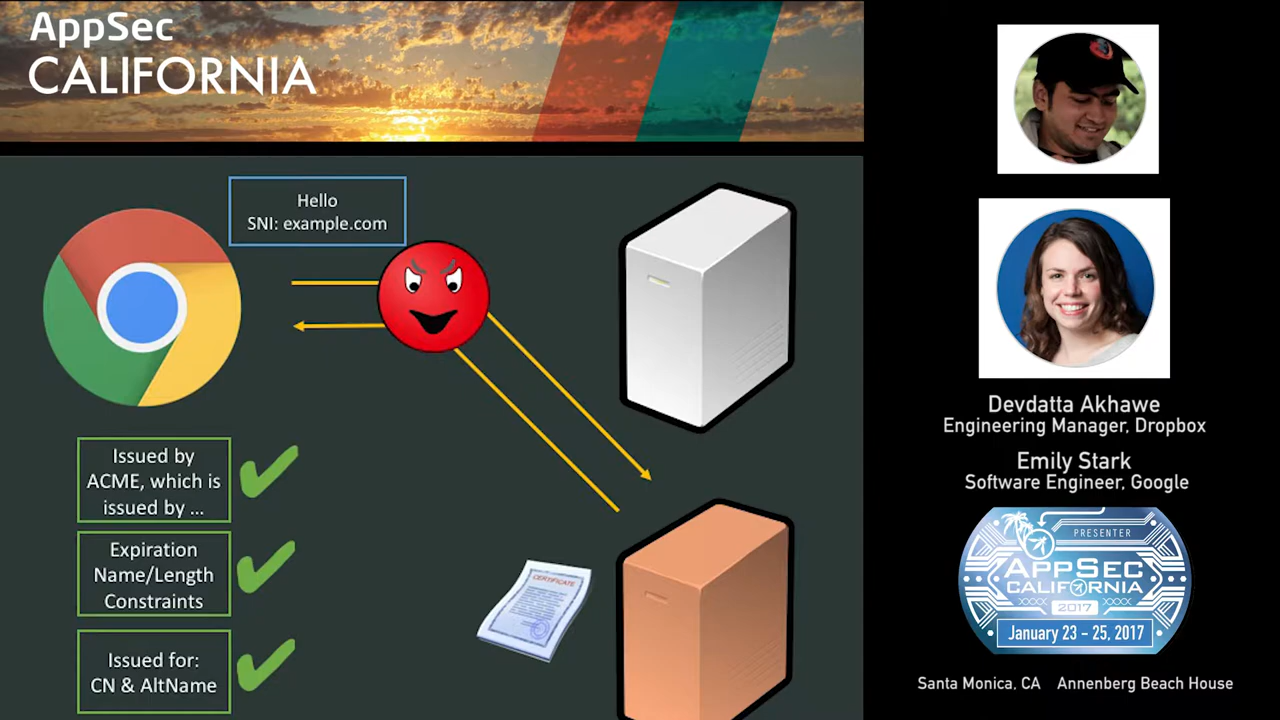 AppSec
CALIFORNIA
Hello
SNI: example.com
Issued by
ACME, which is
issued by ...
Expiration
Name/Length
Constraints
Issued for:
CN & AltName
CERTIFICATE
Devdatta Akhawe
Engineering Manager, Dropbox
Emily Stark
Software Engineer, Google
PRESENTER
APPSEC
CALIFORNIA
2017
January 23 - 25, 2017
Santa Monica, CA Annenberg Beach House